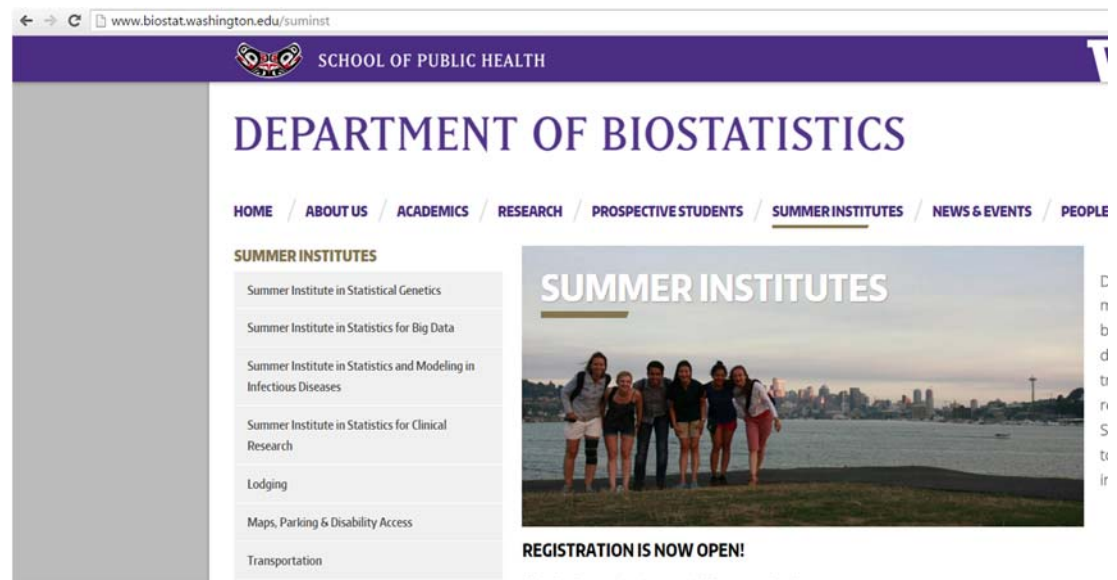 www.biostat.washington.edu/suminst
SCHOOL OF PUBLIC HEALTH
DEPARTMENT OF BIOSTATISTICS
HOME / ABOUT US / ACADEMICS / RESEARCH / PROSPECTIVE STUDENTS / SUMMER INSTITUTES / NEWS & EVENTS / PEOPLE
SUMMER INSTITUTES
Summer Institute in Statistical Genetics
Summer Institute in Statistics for Big Data
Summer Institute in Statistics and Modeling in
Infectious Diseases
Summer Institute in Statistics for Clinical
Research
Lodging
Maps, Parking & Disability Access
Transportation
SUMMER INSTITUTES
REGISTRATION IS NOW OPEN!